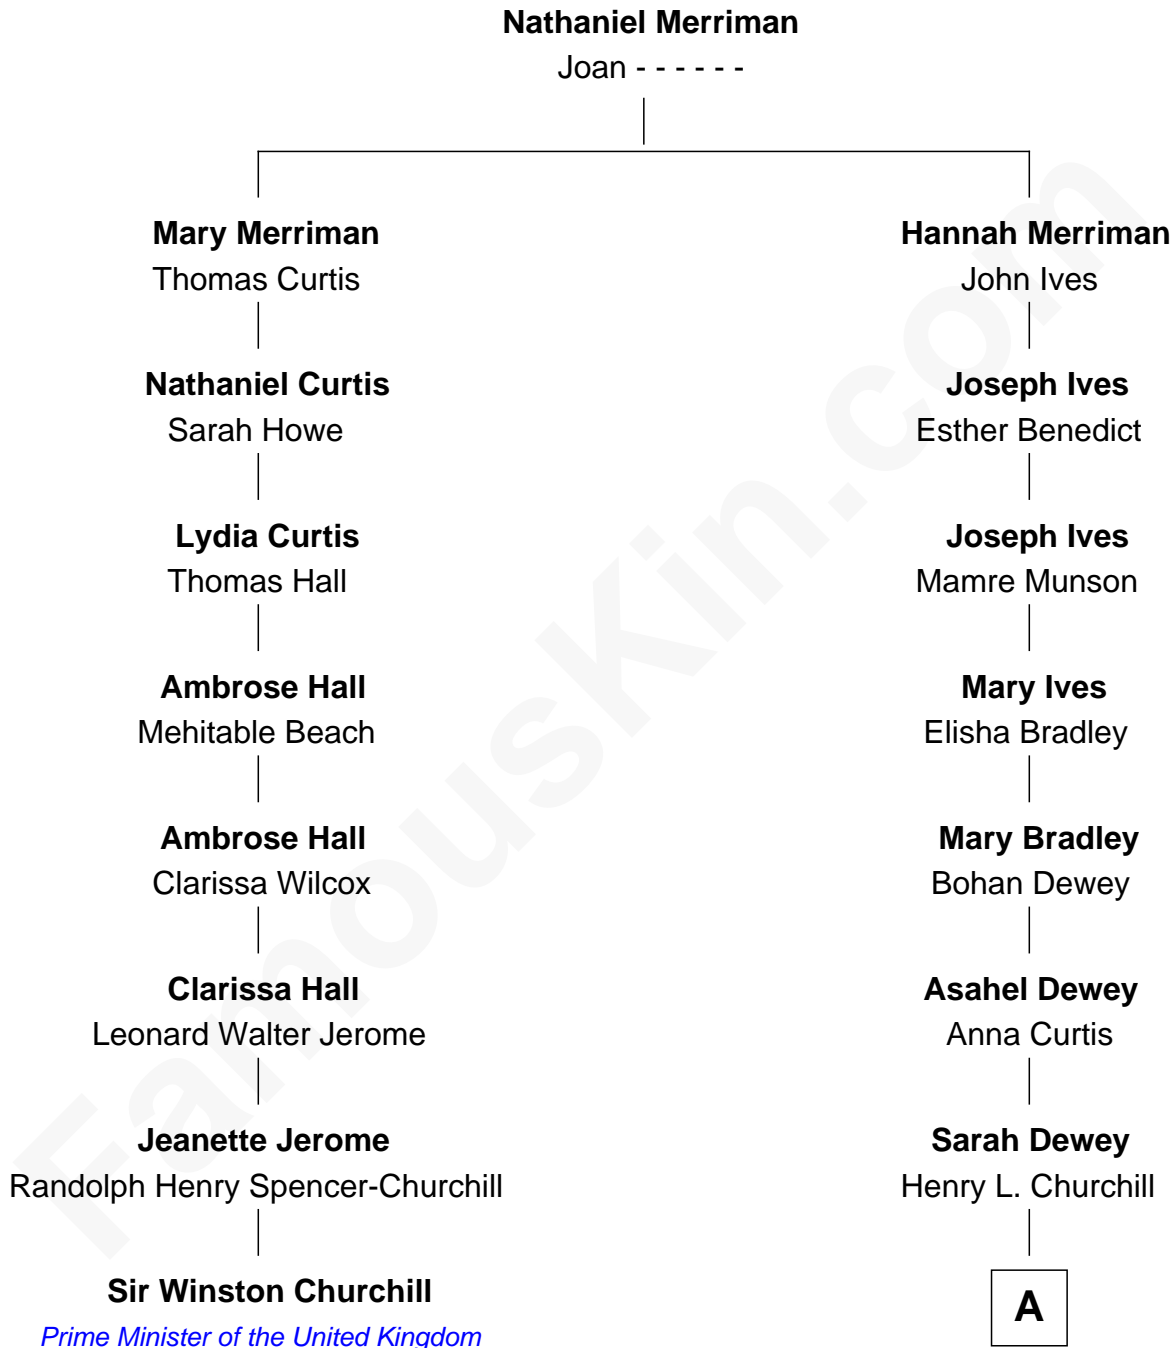 Nathaniel Merriman
Joan - - - - - -
Mary Merriman
Thomas Curtis
Hannah Merriman
John Ives
Nathaniel Curtis
Sarah Howe
Joseph Ives
Esther Benedict
Lydia Curtis
Thomas Hall
Joseph Ives
Mamre Munson
Ambrose Hall
Mehitable Beach
Mary Ives
Elisha Bradley
Ambrose Hall
Clarissa Wilcox
Mary Bradley
Bohan Dewey
Clarissa Hall
Leonard Walter Jerome
Asahel Dewey
Anna Curtis
Jeanette Jerome
Randolph Henry Spencer-Churchill
Sarah Dewey
Henry L. Churchill
Sir Winston Churchill
Prime Minister of the United Kingdom
A
FamousKin.com